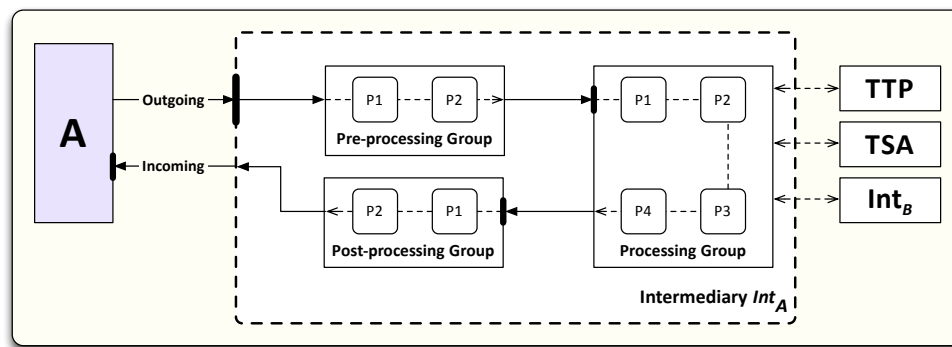 A
Outgoing
Incoming
P1 P2
Pre-processing Group
P2 P1
Post-processing Group
P1 P2
P4 P3
Processing Group
Intermediary Int_A
TTP
TSA
Int_B